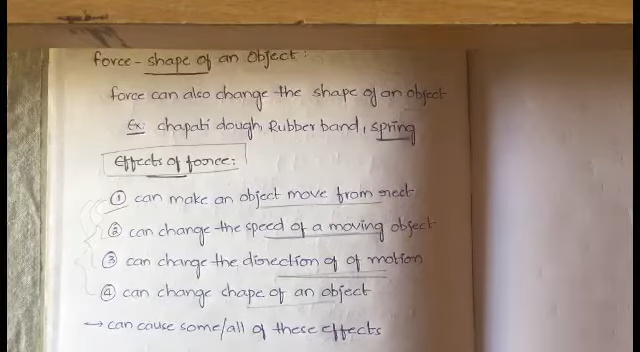 force - shape of an Object:
force can also change the shape of an object
Ex: chapati dough, Rubber band, spring
Effects of force:
① can make an object move from rest
② can change the speed of a moving object
③ can change the direction of of motion
④ can change chape of an object
→ can cause some/all of these effects